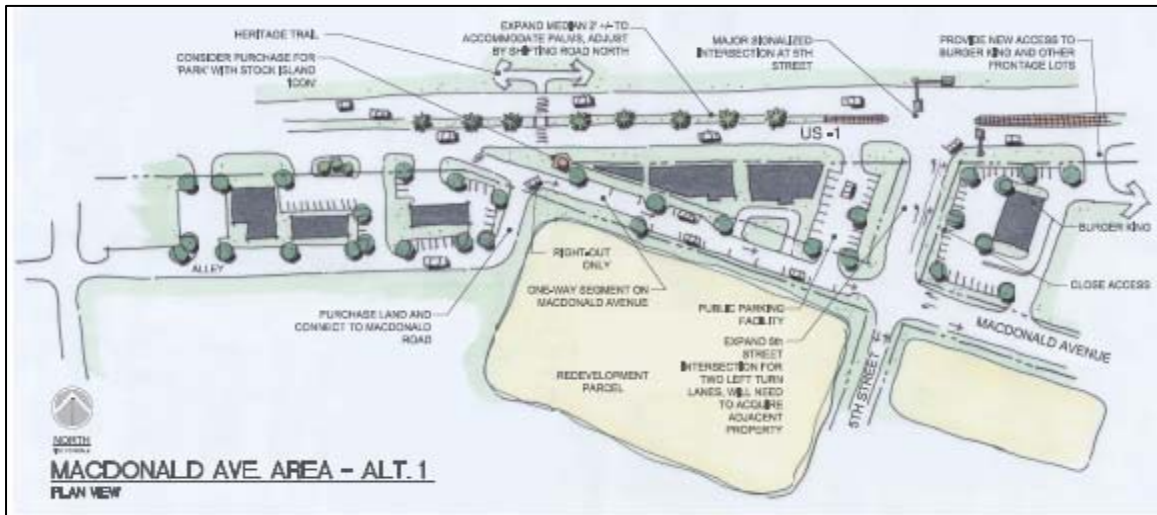 HERITAGE TRAIL
CONSIDER PURCHASE FOR
'PARK' WITH STOCK ISLAND
'ICON'
EXPAND MEDIAN 2' +/- TO
ACCOMMODATE PALMS, ADJUST
BY SHIFTING ROAD NORTH
MAJOR SIGNALIZED
INTERSECTION AT 5TH
STREET
PROVIDE NEW ACCESS TO
BURGER KING AND OTHER
FRONTAGE LOTS
US -1
ALLEY
PURCHASE LAND AND
CONNECT TO MACDONALD
ROAD
RIGHT-OUT
ONLY
ONE-WAY SEGMENT ON
MACDONALD AVENUE
REDEVELOPMENT
PARCEL
PUBLIC PARKING
FACILITY
EXPAND 5th
STREET
INTERSECTION FOR
TWO LEFT TURN
LANES, WILL NEED
TO ACQUIRE
ADJACENT
PROPERTY
BURGER KING
CLOSE ACCESS
MACDONALD AVENUE
5TH STREET
NORTH
MACDONALD AVE. AREA - ALT. 1
PLAN VIEW